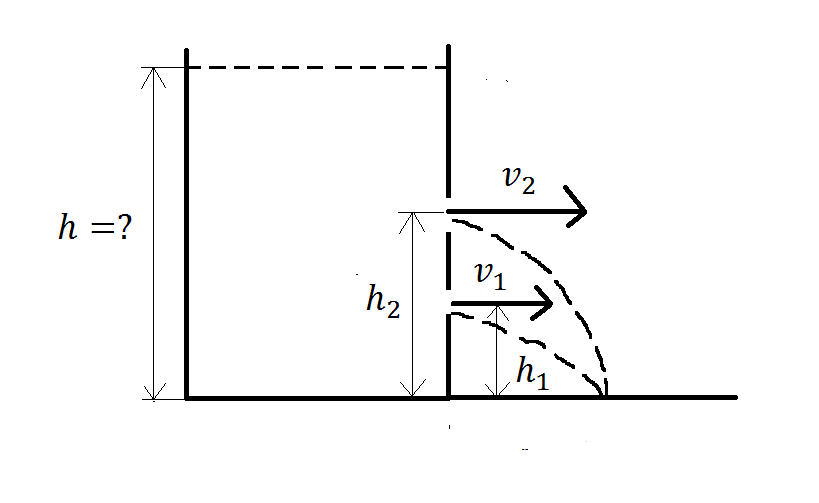 v₂
h =?
v₁
h₂
h₁